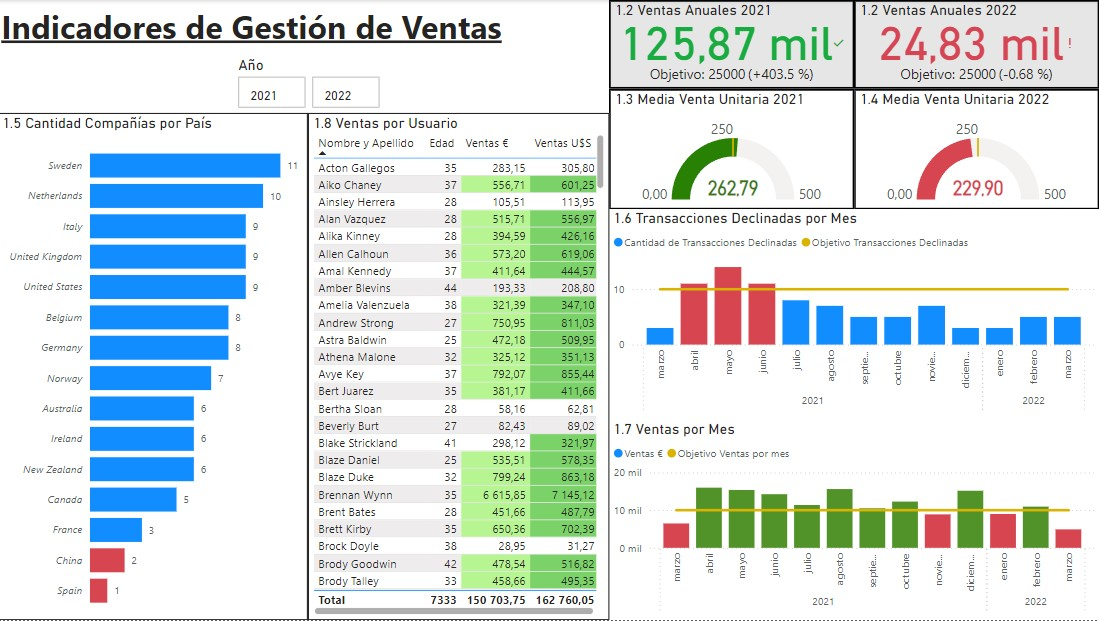 Indicadores de Gestión de Ventas
Año
2021 2022
1.2 Ventas Anuales 2021
125,87 mil
Objetivo: 25000 (+403.5 %)
1.2 Ventas Anuales 2022
24,83 mil!
Objetivo: 25000 (-0.68 %)
1.3 Media Venta Unitaria 2021
250
262,79
0,00 500
1.4 Media Venta Unitaria 2022
250
229,90
0,00 500
1.5 Cantidad Compañías por País
Sweden 11
Netherlands 10
Italy 9
United Kingdom 9
United States 9
Belgium 8
Germany 8
Norway 7
Australia 6
Ireland 6
New Zealand 6
Canada 5
France 3
China 2
Spain 1
1.8 Ventas por Usuario
Nombre y Apellido Edad Ventas € Ventas U$S
Acton Gallegos 35 283,15 305,80
Aiko Chaney 37 556,71 601,25
Ainsley Herrera 28 105,51 113,95
Alan Vazquez 28 515,71 556,97
Alika Kinney 28 394,59 426,16
Allen Calhoun 36 573,20 619,06
Amal Kennedy 37 411,64 444,57
Amber Blevins 44 193,33 208,80
Amelia Valenzuela 38 321,39 347,10
Andrew Strong 27 750,95 811,03
Astra Baldwin 25 472,18 509,95
Athena Malone 32 325,12 351,13
Avye Key 37 792,07 855,44
Bert Juarez 35 381,17 411,66
Bertha Sloan 28 58,16 62,81
Beverly Burt 27 82,43 89,02
Blake Strickland 41 298,12 321,97
Blaze Daniel 25 535,51 578,35
Blaze Duke 32 799,24 863,18
Brennan Wynn 35 6 615,85 7 145,12
Brent Bates 28 451,66 487,79
Brett Kirby 35 650,36 702,39
Brock Doyle 38 28,95 31,27
Brody Goodwin 42 478,54 516,82
Brody Talley 33 458,66 495,35
Total 7333 150 703,75 162 760,05
1.6 Transacciones Declinadas por Mes
Cantidad de Transacciones Declinadas Objetivo Transacciones Declinadas
10
0
marzo abril mayo junio julio agosto septie... octubre novie... diciem... enero febrero marzo
2021 2022
1.7 Ventas por Mes
Ventas € Objetivo Ventas por mes
20 mil
10 mil
0 mil
marzo abril mayo junio julio agosto septie... octubre novie... diciem... enero febrero marzo
2021 2022